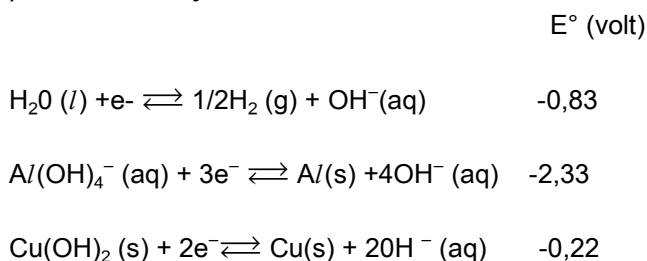 E° (volt)
H₂0 (l) +e- ⇄ 1/2H₂ (g) + OH⁻(aq) -0,83
Al(OH)₄⁻ (aq) + 3e⁻ ⇄ Al(s) +4OH⁻ (aq) -2,33
Cu(OH)₂ (s) + 2e⁻⇄ Cu(s) + 20H ⁻ (aq) -0,22